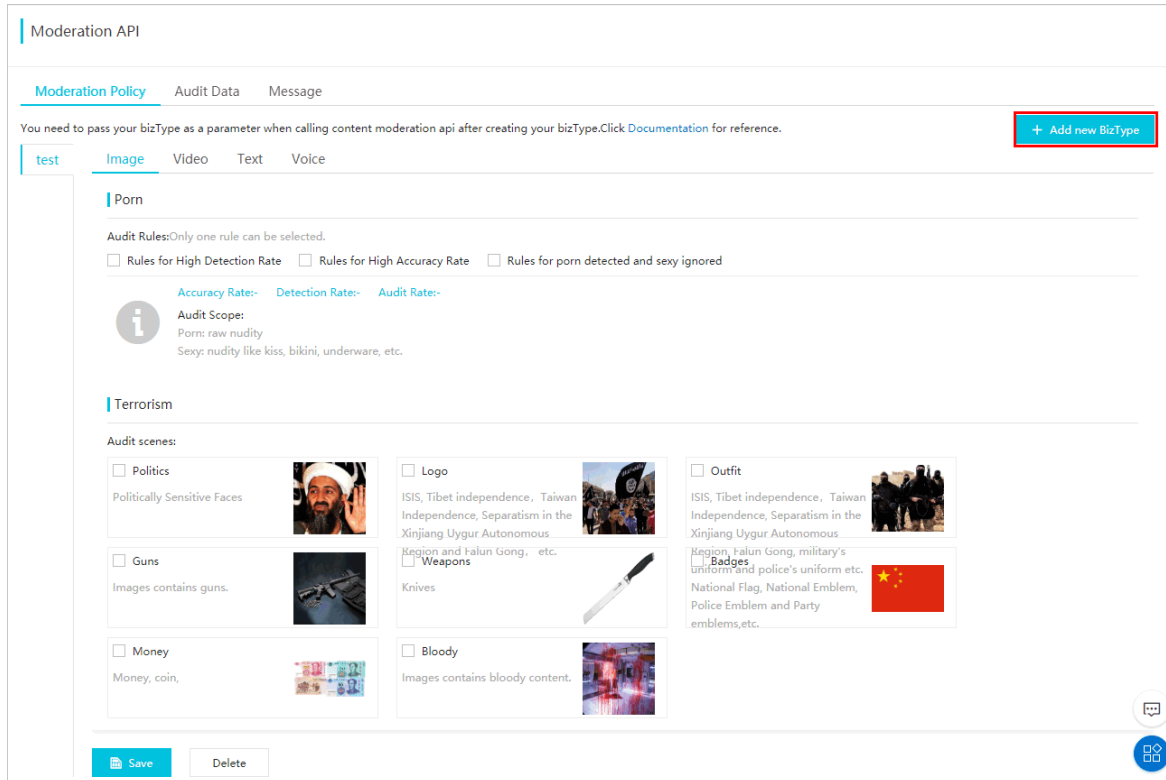 Moderation API
Moderation Policy Audit Data Message
You need to pass your bizType as a parameter when calling content moderation api after creating your bizType.Click Documentation for reference.
+ Add new BizType
test
Image Video Text Voice
Porn
Audit Rules:Only one rule can be selected.
Rules for High Detection Rate Rules for High Accuracy Rate Rules for porn detected and sexy ignored
Accuracy Rate:- Detection Rate:- Audit Rate:-
Audit Scope:
Porn: raw nudity
Sexy: nudity like kiss, bikini, underware, etc.
Terrorism
Audit scenes:
Politics
Politically Sensitive Faces
Logo
ISIS, Tibet independence, Taiwan
Independence, Separatism in the
Xinjiang Uygur Autonomous
Region and Falun Gong, etc.
Outfit
ISIS, Tibet independence, Taiwan
Independence, Separatism in the
Xinjiang Uygur Autonomous
Region, Falun Gong, military's
uniform and police's uniform etc.
Guns
Images contains guns.
Weapons
Knives
Badges
National Flag, National Emblem,
Police Emblem and Party
emblems,etc.
Money
Money, coin,
Bloody
Images contains bloody content.
Save Delete